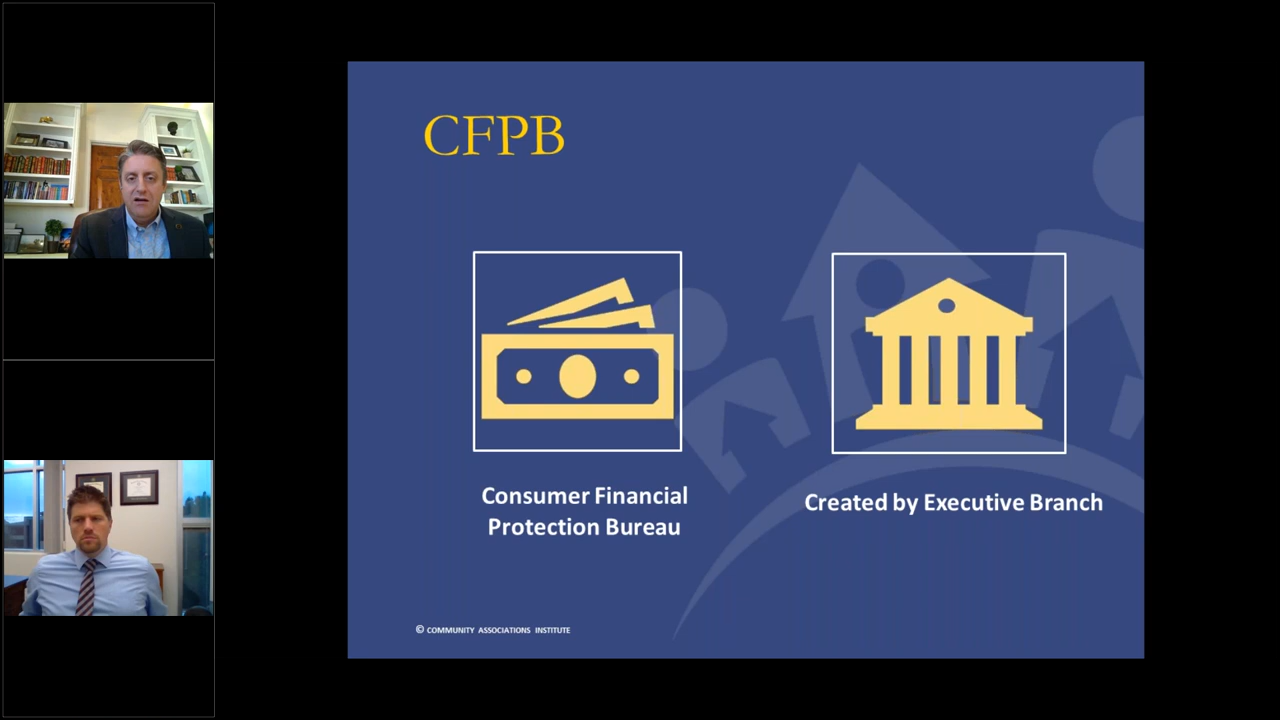 CFPB
Consumer Financial
Protection Bureau
Created by Executive Branch
© COMMUNITY ASSOCIATIONS INSTITUTE